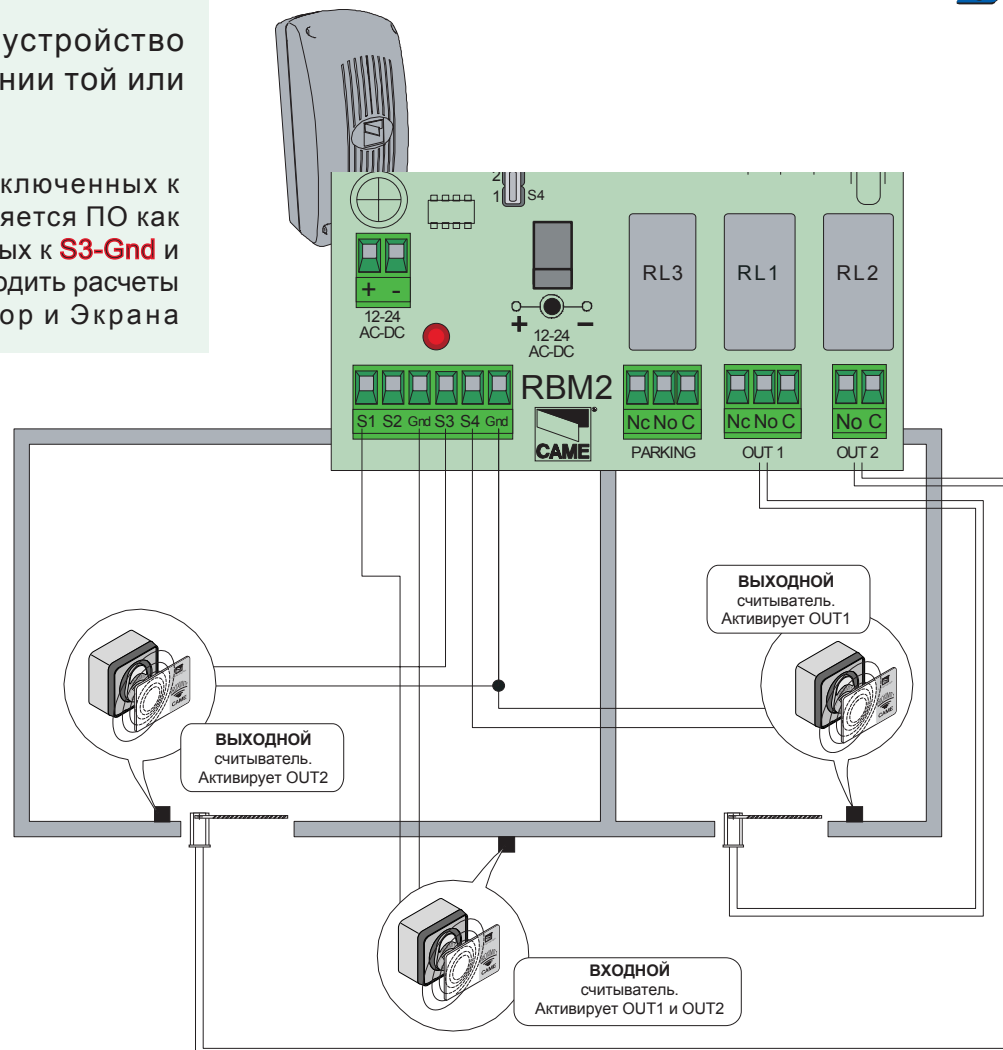 устройство
нии той или
ключенных к
яется ПО как
ых к S3-Gnd и
одить расчеты
ор и Экрана
2
1 S4
+ -
12-24
AC-DC
+ −
12-24
AC-DC
RL3
RL1
RL2
S1 S2 Gnd S3 S4 Gnd
RBM2
CAME
Nc No C
PARKING
Nc No C
OUT 1
No C
OUT 2
ВЫХОДНОЙ
считыватель.
Активирует OUT1
CAME
CAME
ВЫХОДНОЙ
считыватель.
Активирует OUT2
CAME
ВХОДНОЙ
считыватель.
Активирует OUT1 и OUT2